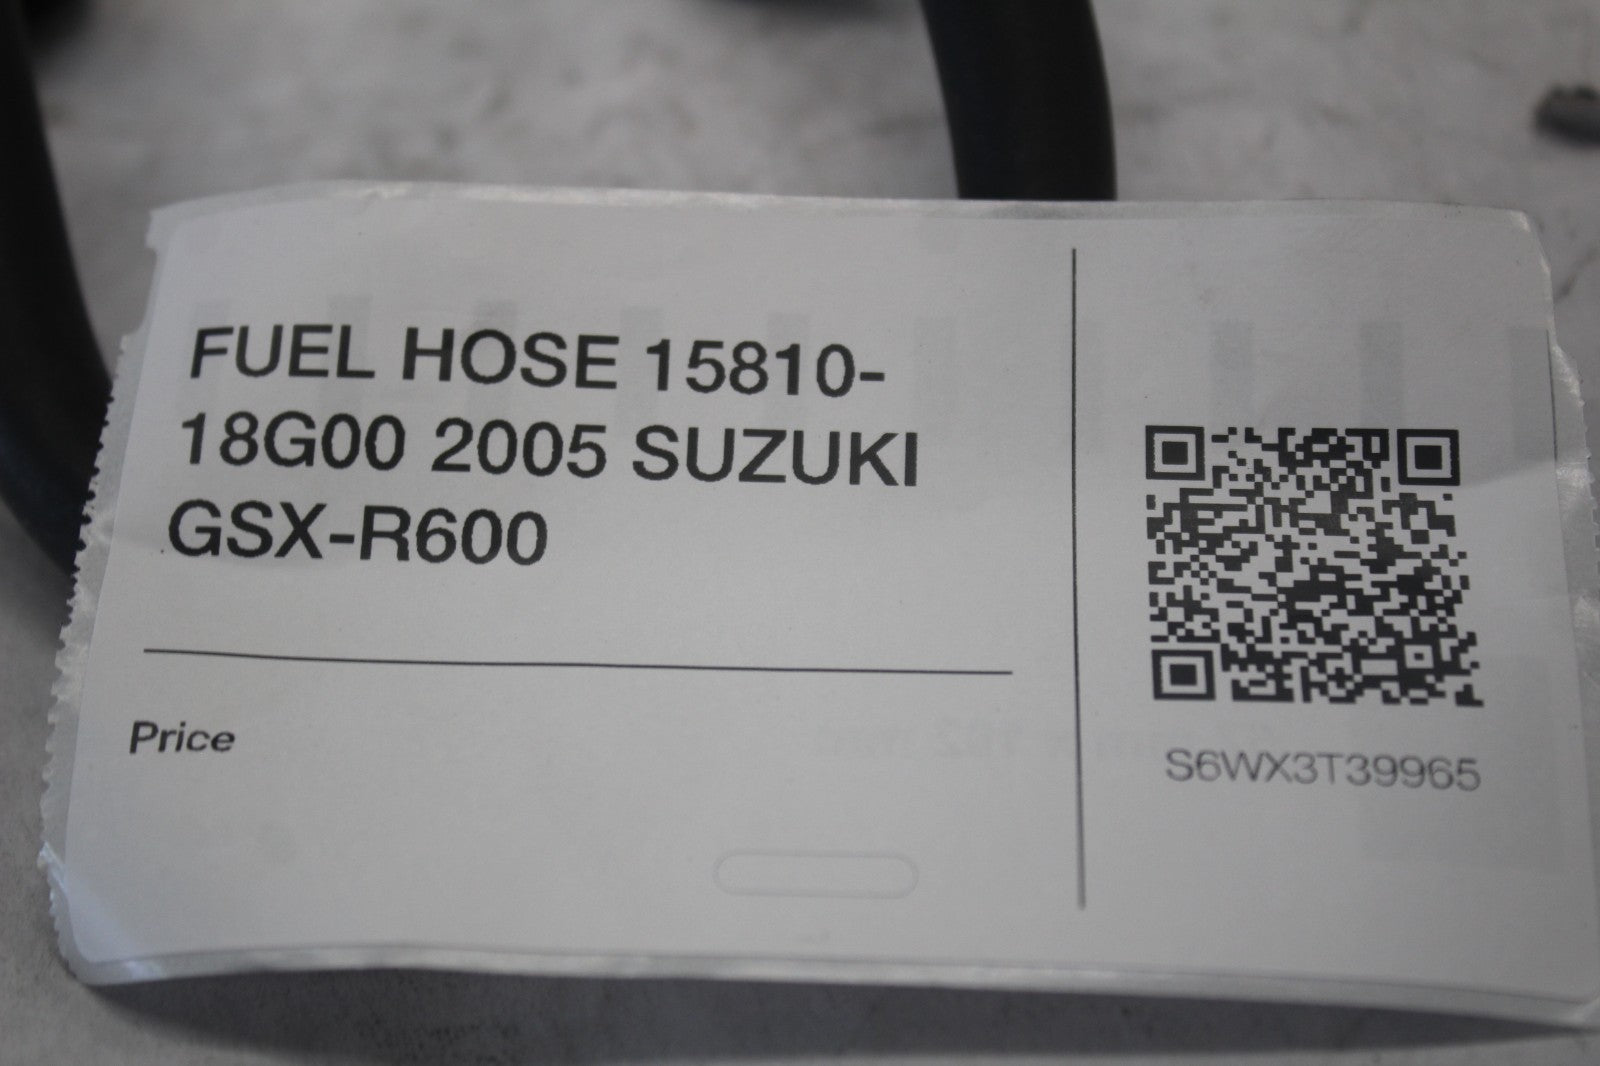 FUEL HOSE 15810-
18G00 2005 SUZUKI
GSX-R600
Price
S6WX3T39965